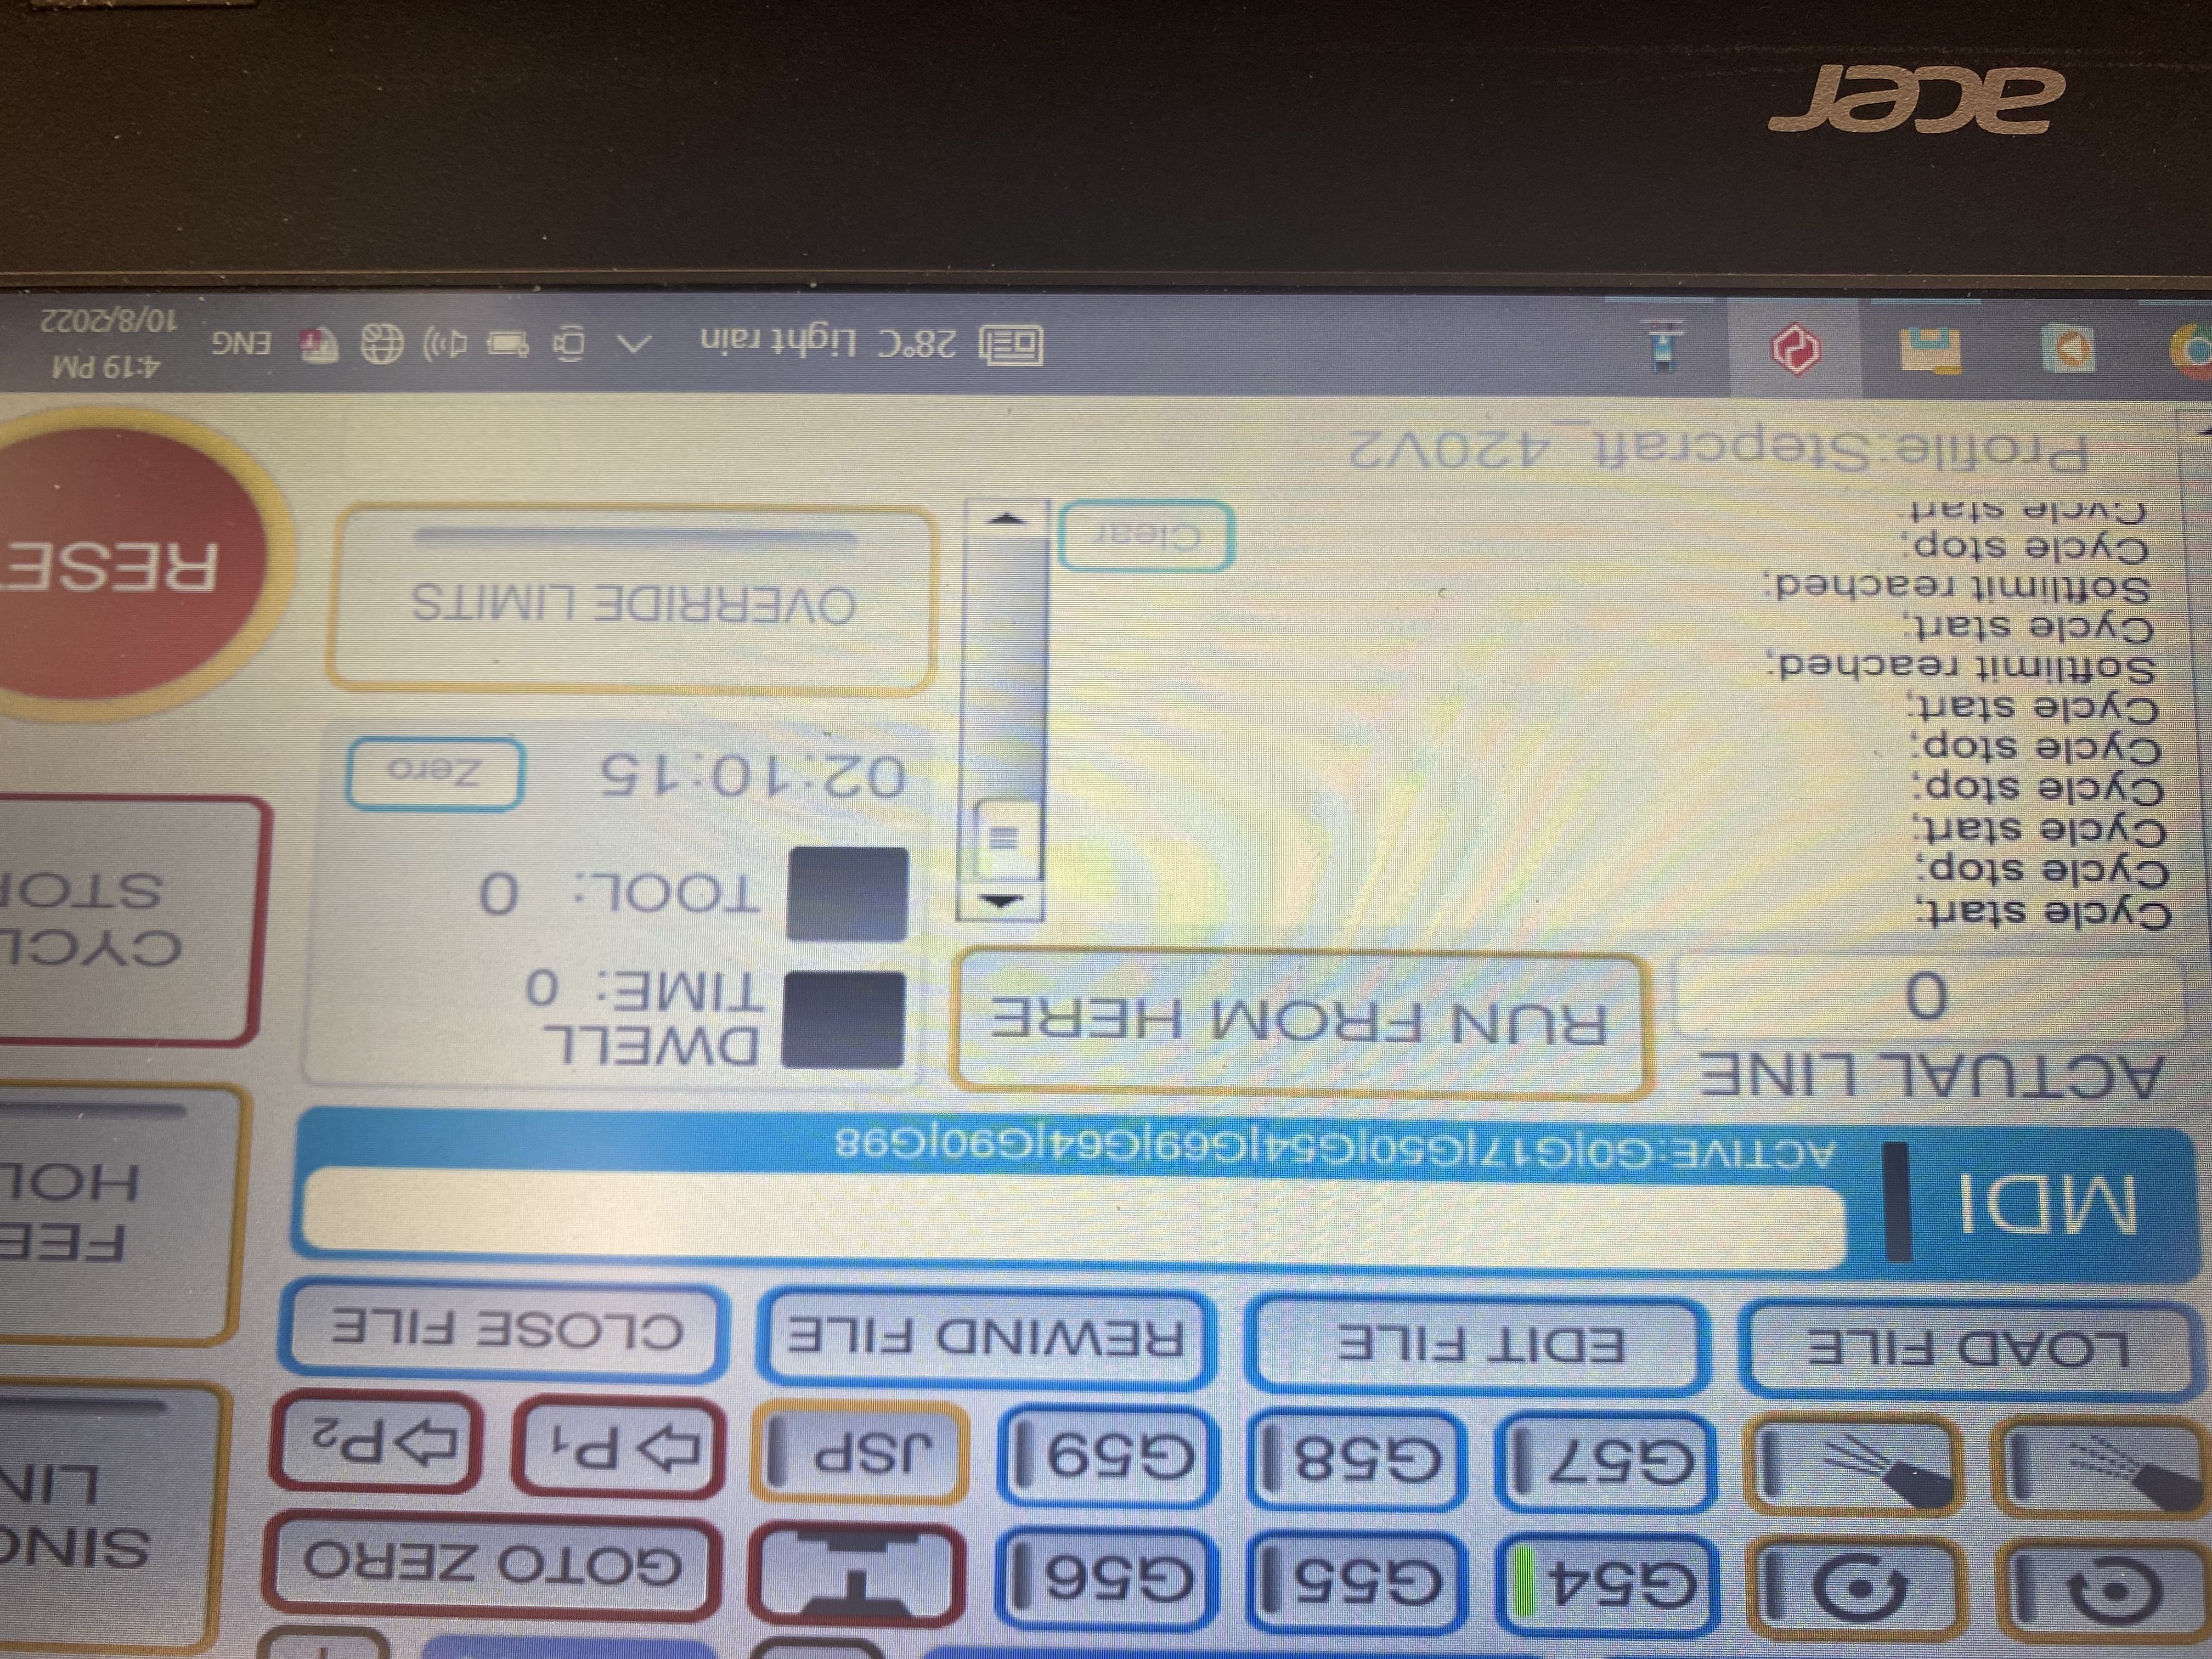 G54 G55 G56 GOTO ZERO
G57 G58 G59 JSP P1 P2
LOAD FILE EDIT FILE REWIND FILE CLOSE FILE
MDI
ACTIVE:G0|G17|G50|G54|G69|G64|G90|G98
ACTUAL LINE
0
RUN FROM HERE
DWELL
TIME: 0
TOOL: 0
02:10:15 Zero
OVERRIDE LIMITS
Cycle start;
Cycle stop;
Cycle start;
Cycle stop;
Cycle stop;
Cycle start;
Softlimit reached;
Cycle start;
Softlimit reached;
Cycle stop;
Cycle start
Clear
Profile:Stepcraft_420V2
SING
LIN
FEE
HOL
CYCL
STOP
RESE
28°C Light rain
ENG
4:19 PM
10/8/2022
acer